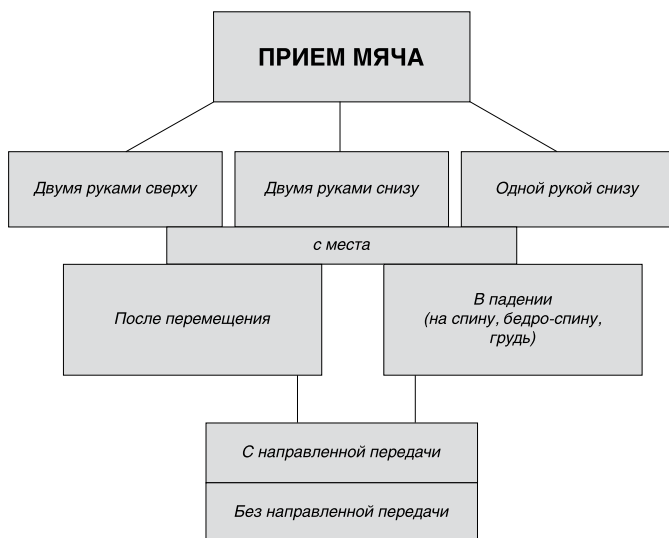 ПРИЕМ МЯЧА
Двумя руками сверху
Двумя руками снизу
Одной рукой снизу
с места
После перемещения
В падении
(на спину, бедро-спину,
грудь)
С направленной передачи
Без направленной передачи